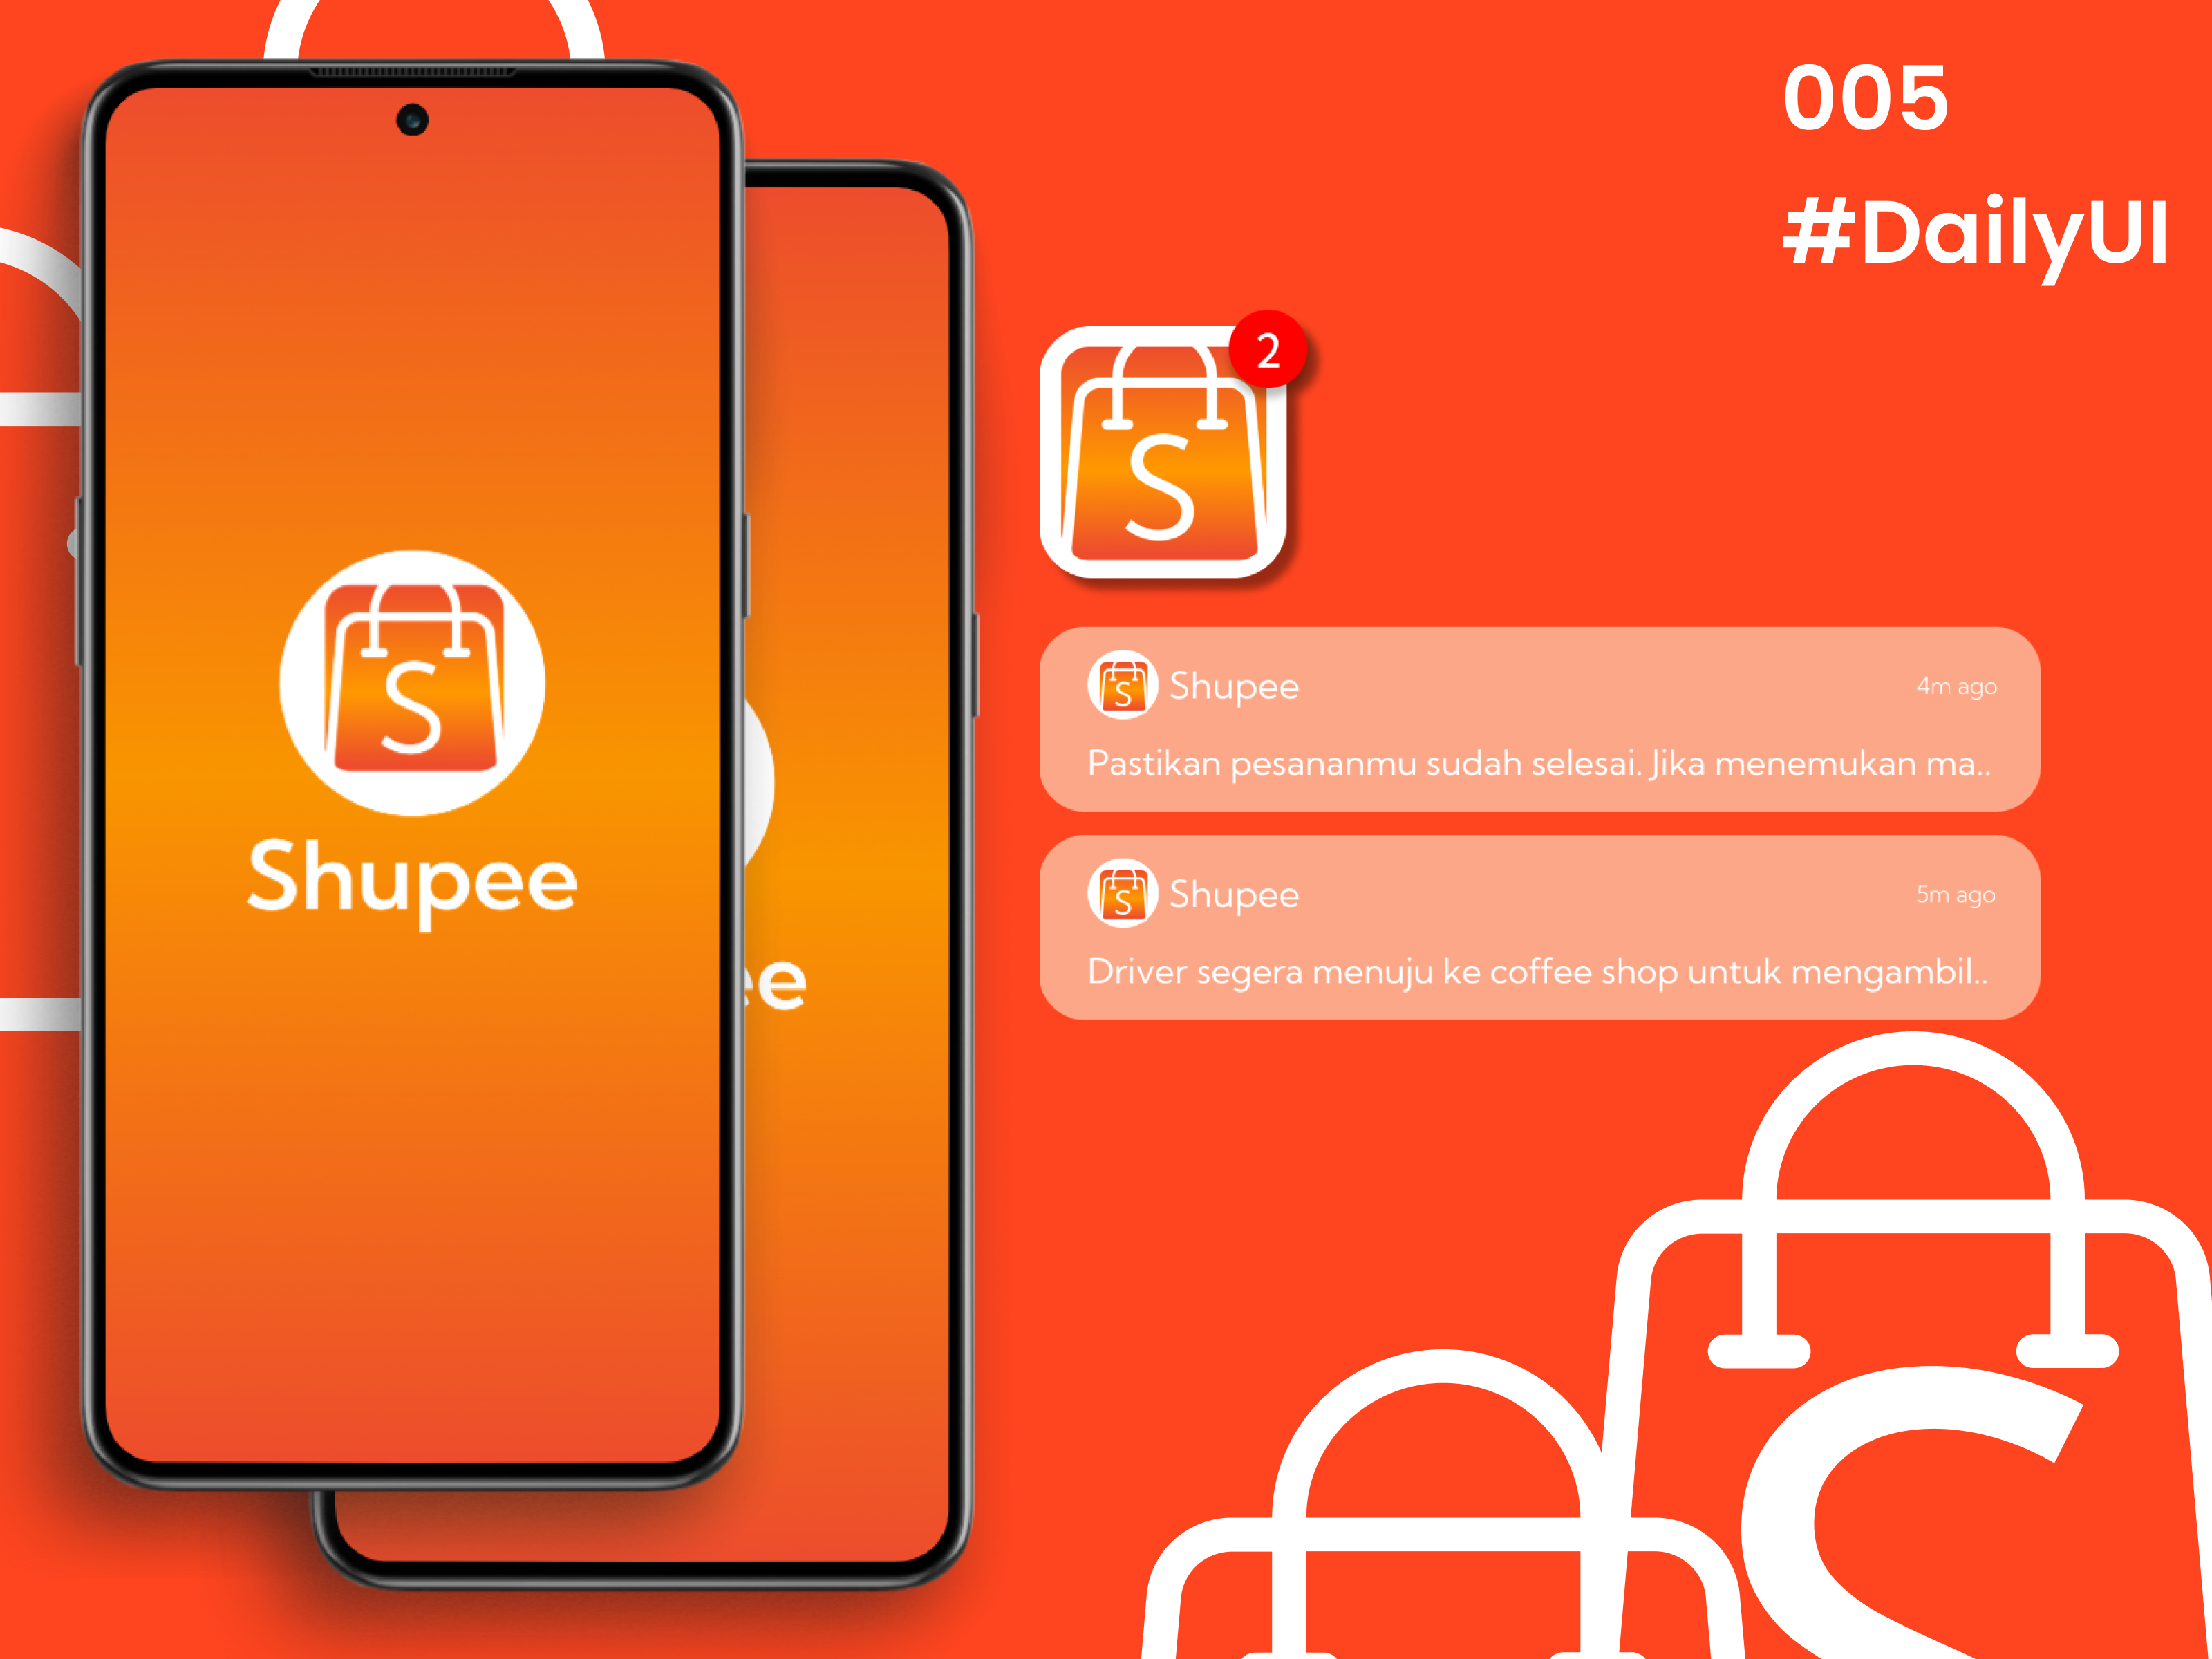 005
#DailyUI
S
Shupee
ee
2
S
S
Shupee
4m ago
Pastikan pesananmu sudah selesai. Jika menemukan ma..
S
Shupee
5m ago
Driver segera menuju ke coffee shop untuk mengambil..
S